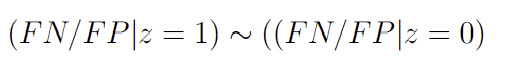 (FN/FP|z = 1) ∼ ((FN/FP|z = 0)